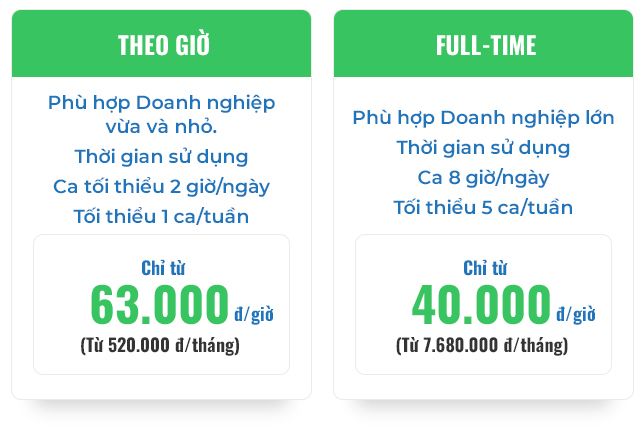 THEO GIỜ
Phù hợp Doanh nghiệp
vừa và nhỏ.
Thời gian sử dụng
Ca tối thiểu 2 giờ/ngày
Tối thiểu 1 ca/tuần
Chỉ từ
63.000 đ/giờ
(Từ 520.000 đ/tháng)
FULL-TIME
Phù hợp Doanh nghiệp lớn
Thời gian sử dụng
Ca 8 giờ/ngày
Tối thiểu 5 ca/tuần
Chỉ từ
40.000 đ/giờ
(Từ 7.680.000 đ/tháng)